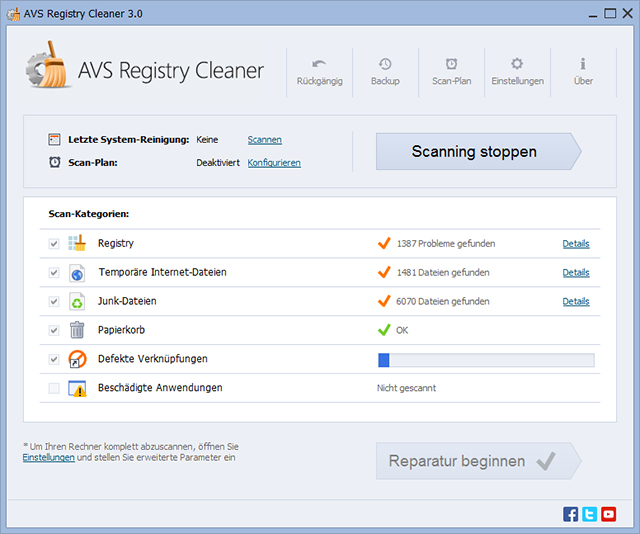 AVS Registry Cleaner 3.0
AVS Registry Cleaner
Rückgängig
Backup
Scan-Plan
Einstellungen
Über
Letzte System-Reinigung: Keine Scannen
Scan-Plan: Deaktiviert Konfigurieren
Scanning stoppen
Scan-Kategorien:
Registry 1387 Probleme gefunden Details
Temporäre Internet-Dateien 1481 Dateien gefunden Details
Junk-Dateien 6070 Dateien gefunden Details
Papierkorb OK
Defekte Verknüpfungen
Beschädigte Anwendungen Nicht gescannt
* Um Ihren Rechner komplett abzuscannen, öffnen Sie
Einstellungen und stellen Sie erweiterte Parameter ein
Reparatur beginnen